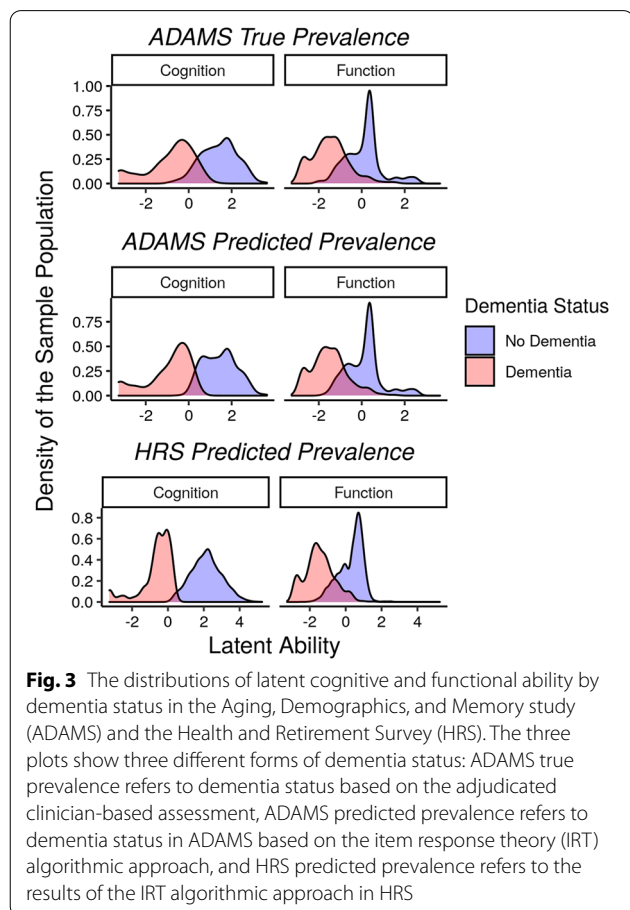 ADAMS True Prevalence
Cognition Function
1.00
0.75
0.50
0.25
0.00
-2 0 2 -2 0 2
ADAMS Predicted Prevalence
Cognition Function
0.75
0.50
0.25
0.00
-2 0 2 -2 0 2
HRS Predicted Prevalence
Cognition Function
0.8
0.6
0.4
0.2
0.0
-2 0 2 4 -2 0 2 4
Latent Ability
Density of the Sample Population
Dementia Status
No Dementia
Dementia
Fig. 3 The distributions of latent cognitive and functional ability by
dementia status in the Aging, Demographics, and Memory study
(ADAMS) and the Health and Retirement Survey (HRS). The three
plots show three different forms of dementia status: ADAMS true
prevalence refers to dementia status based on the adjudicated
clinician-based assessment, ADAMS predicted prevalence refers to
dementia status in ADAMS based on the item response theory (IRT)
algorithmic approach, and HRS predicted prevalence refers to the
results of the IRT algorithmic approach in HRS